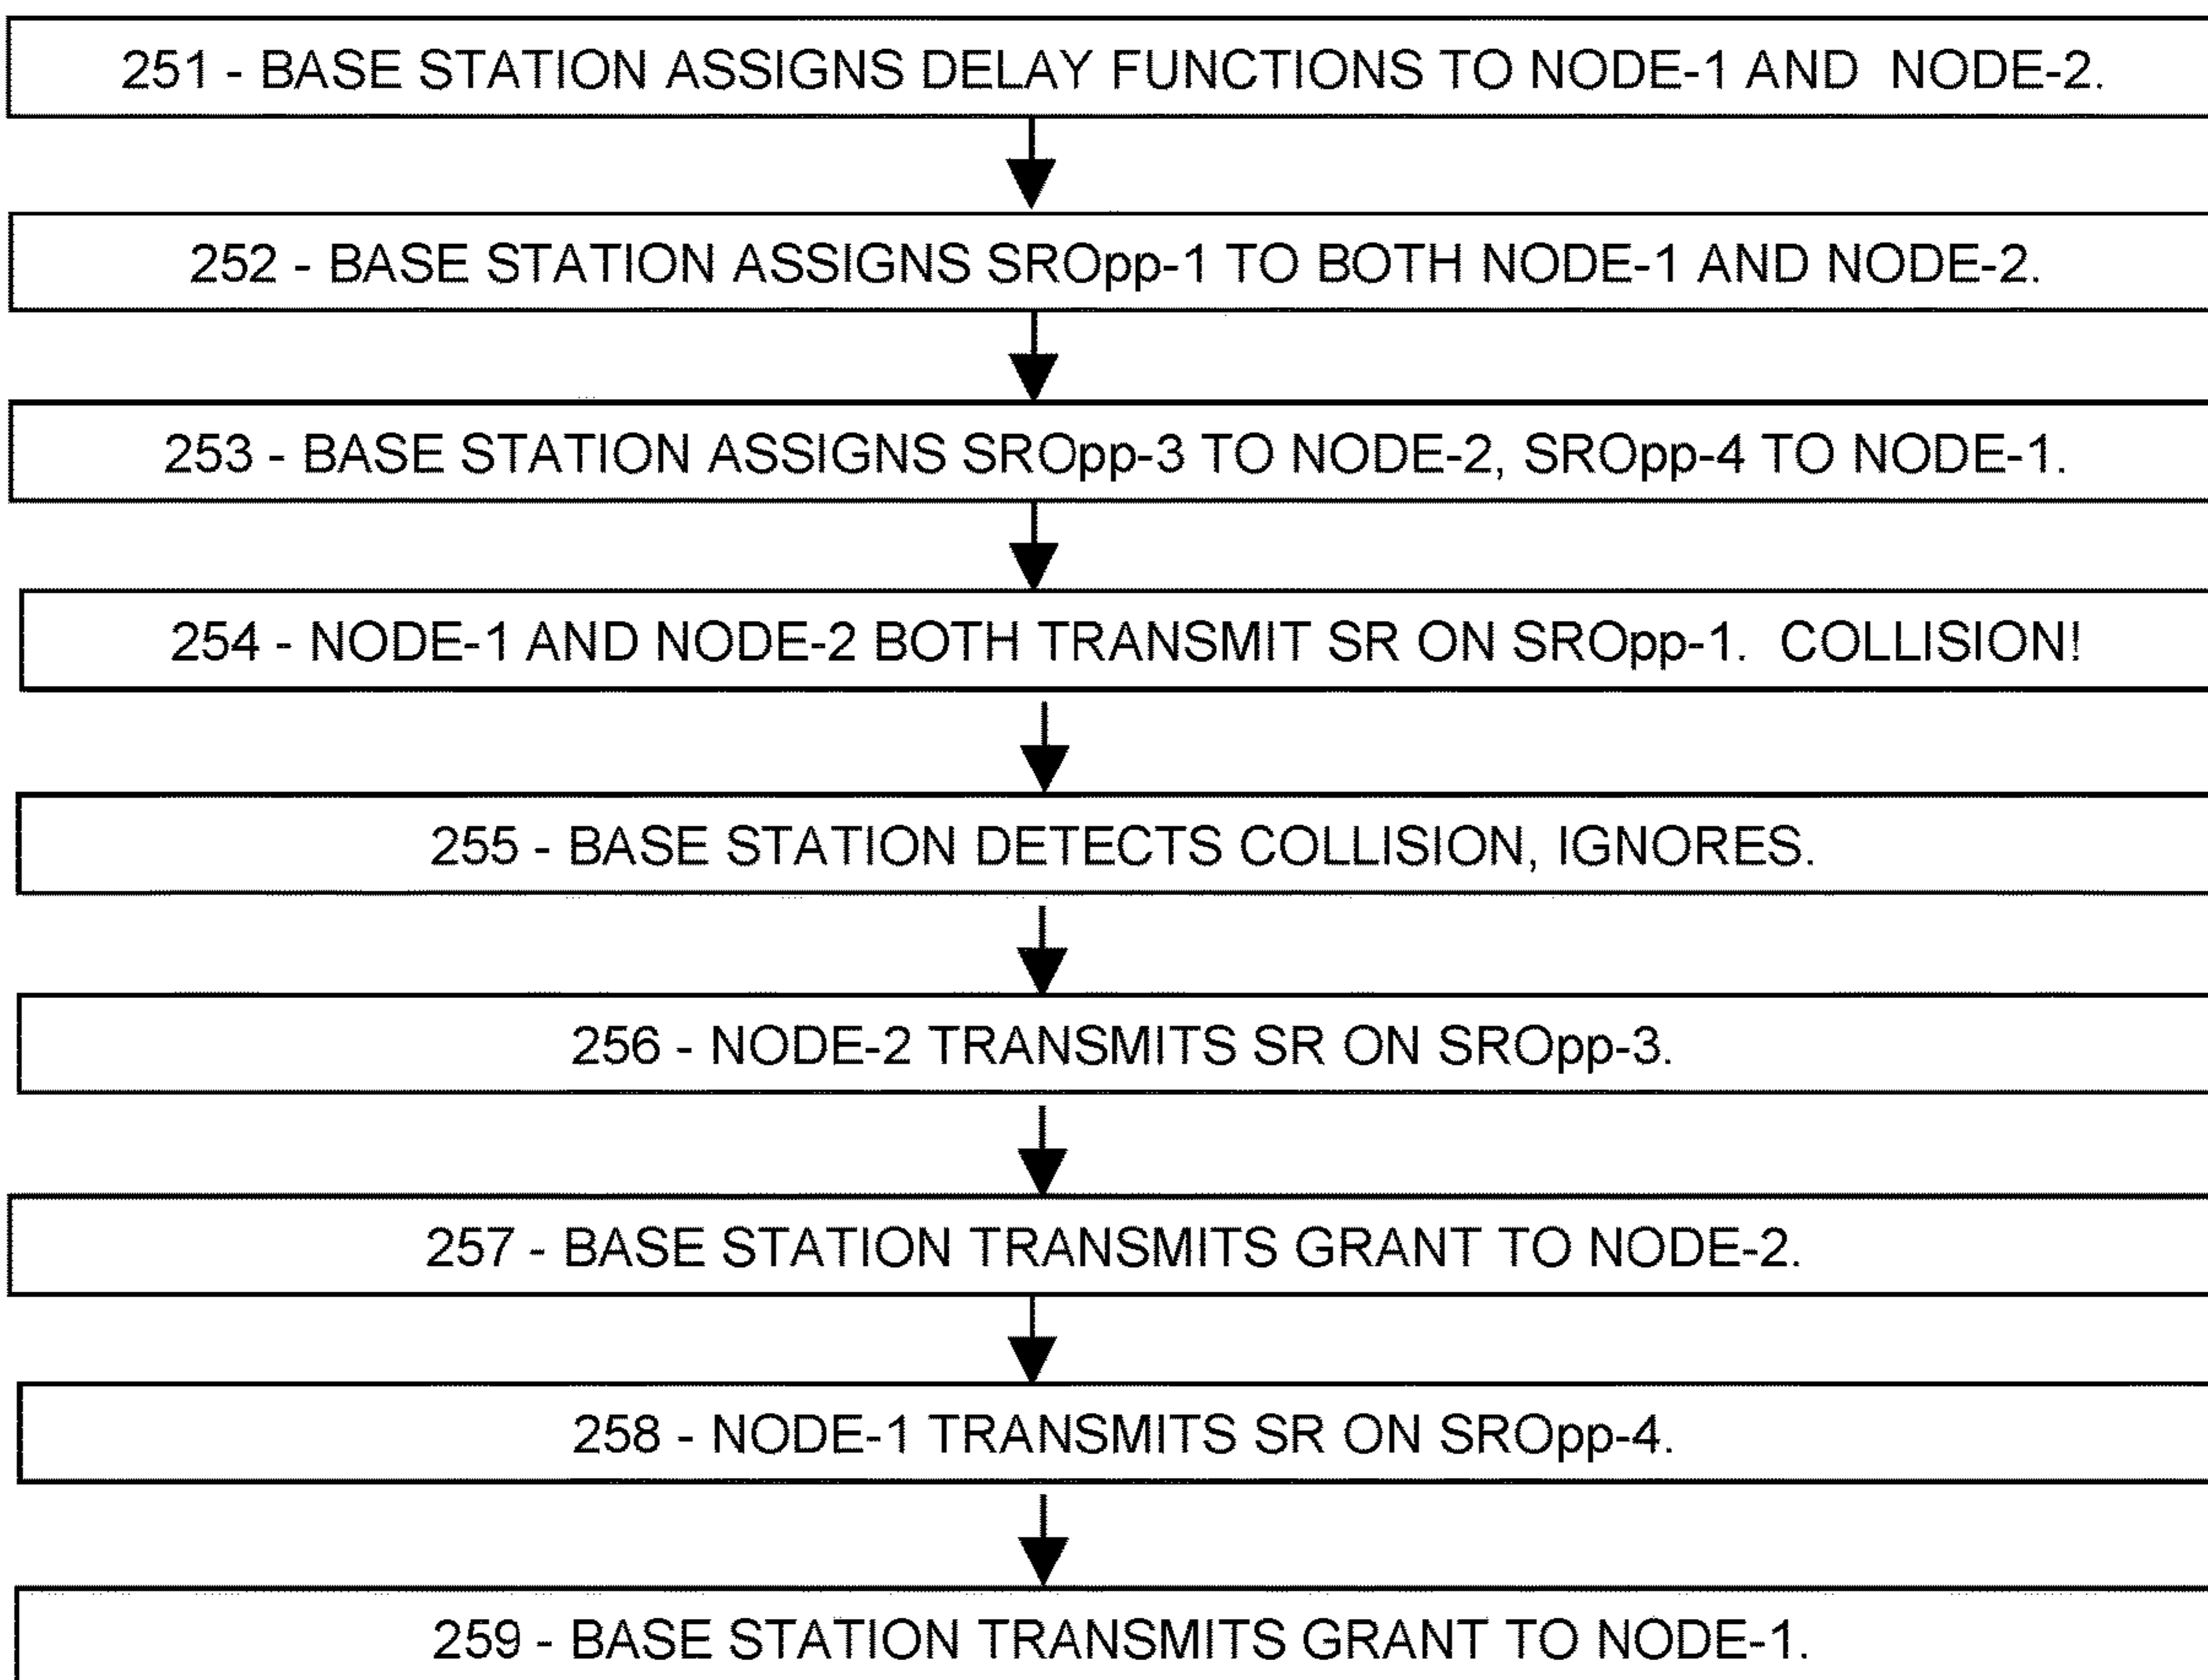 251 - BASE STATION ASSIGNS DELAY FUNCTIONS TO NODE-1 AND NODE-2.
252 - BASE STATION ASSIGNS SROpp-1 TO BOTH NODE-1 AND NODE-2.
253 - BASE STATION ASSIGNS SROpp-3 TO NODE-2, SROpp-4 TO NODE-1.
254 - NODE-1 AND NODE-2 BOTH TRANSMIT SR ON SROpp-1. COLLISION!
255 - BASE STATION DETECTS COLLISION, IGNORES.
256 - NODE-2 TRANSMITS SR ON SROpp-3.
257 - BASE STATION TRANSMITS GRANT TO NODE-2.
258 - NODE-1 TRANSMITS SR ON SROpp-4.
259 - BASE STATION TRANSMITS GRANT TO NODE-1.